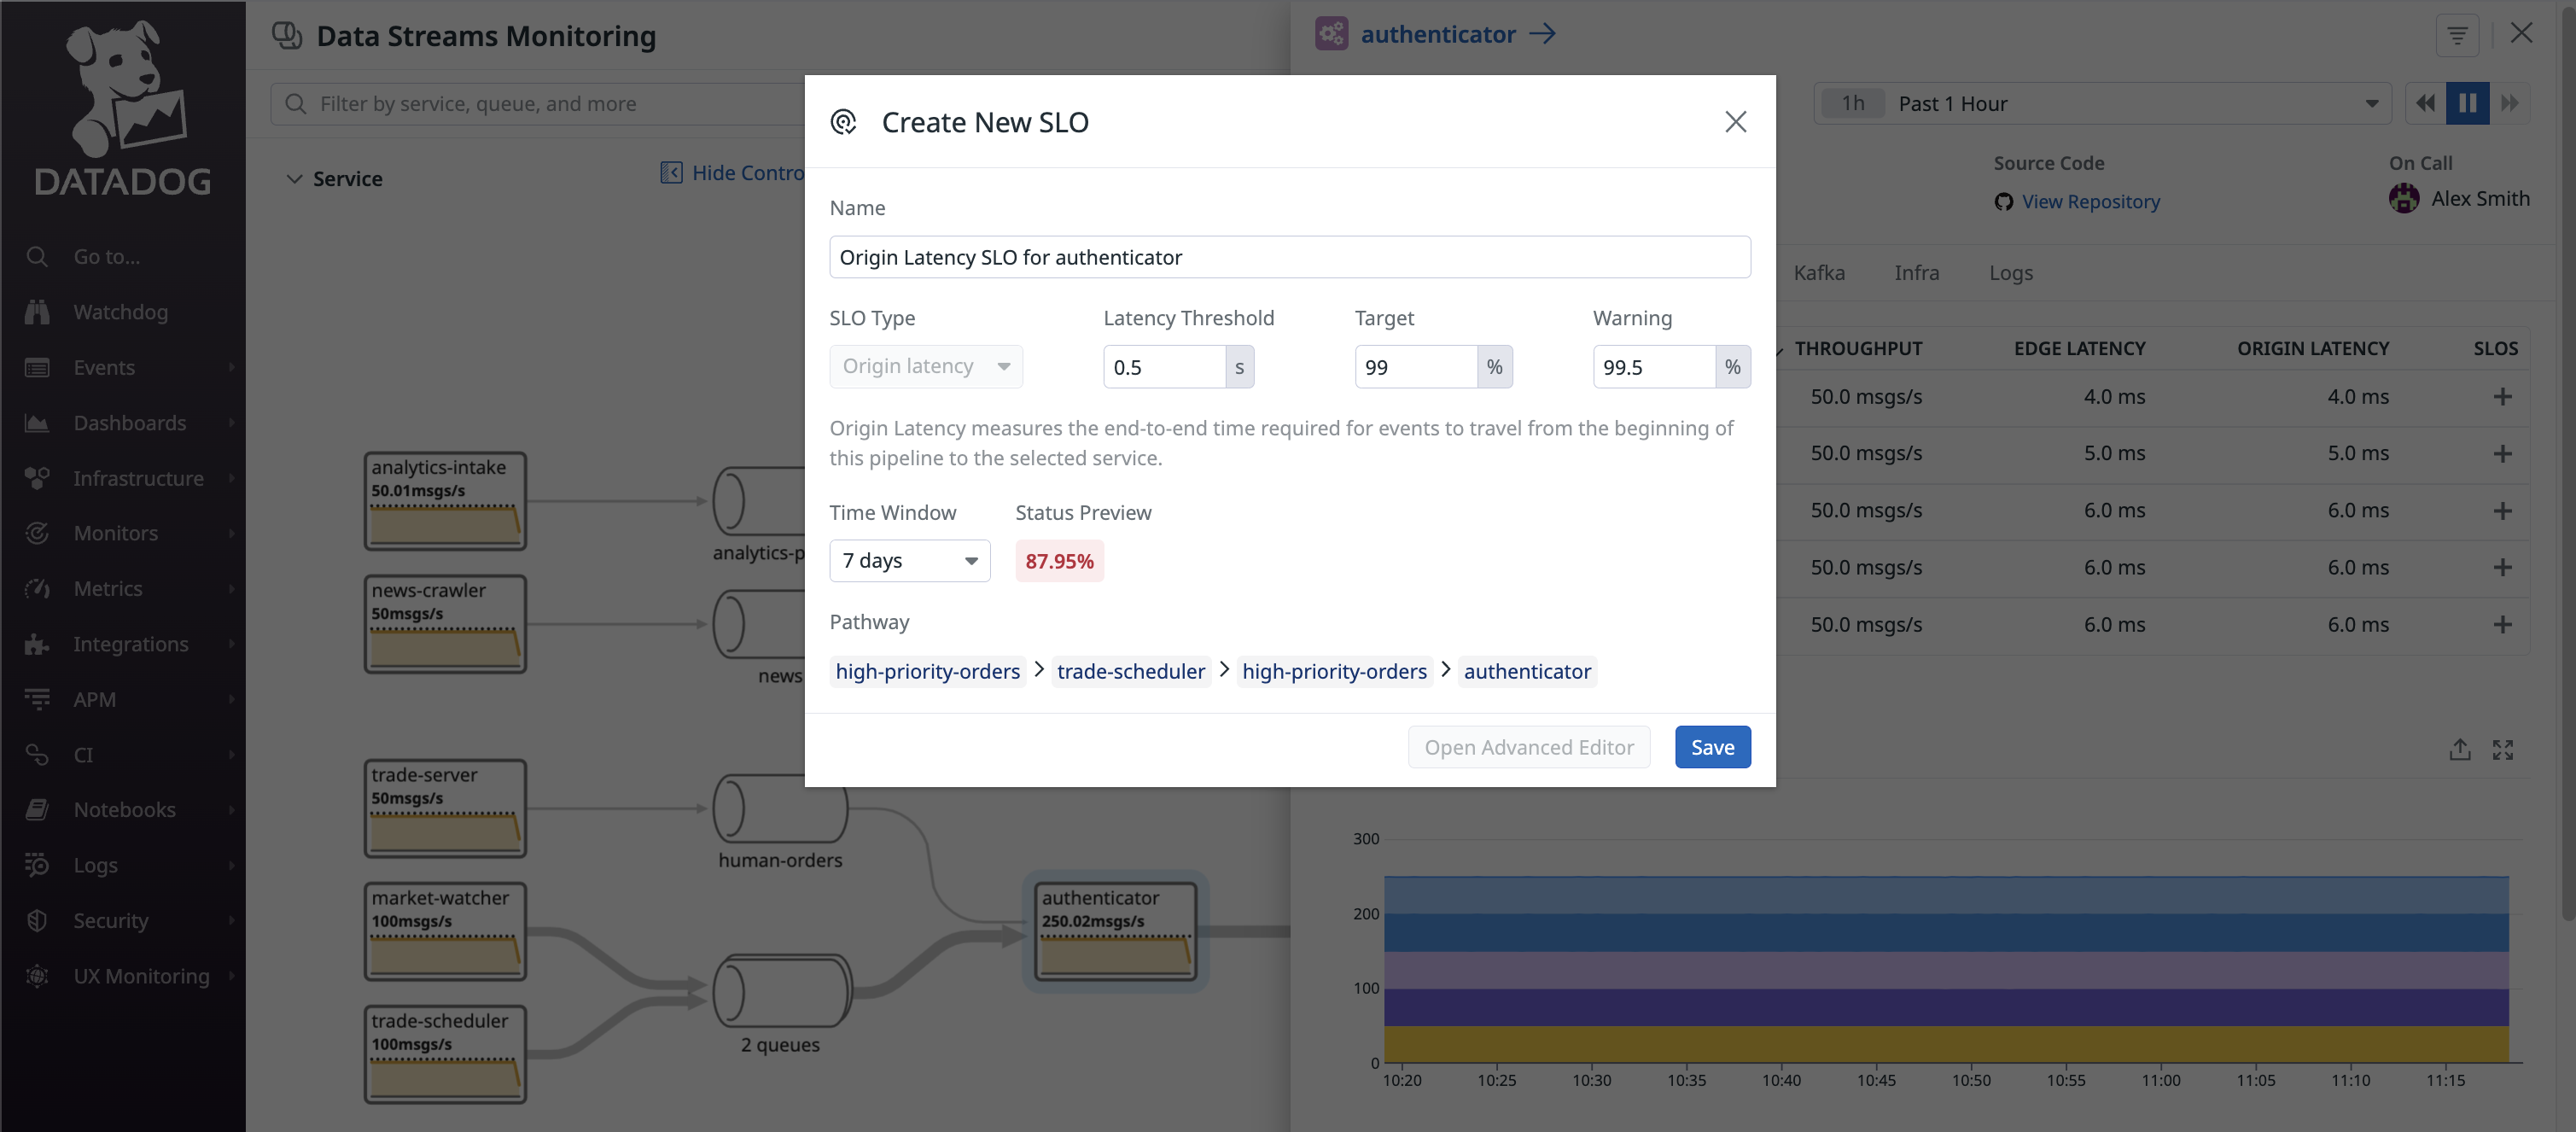 DATADOG
Go to...
Watchdog
Events
Dashboards
Infrastructure
Monitors
Metrics
Integrations
APM
CI
Notebooks
Logs
Security
UX Monitoring
Data Streams Monitoring
Filter by service, queue, and more
Service
Hide Contro
analytics-intake
50.01msgs/s
analytics-p
news-crawler
50msgs/s
news
trade-server
50msgs/s
human-orders
market-watcher
100msgs/s
authenticator
250.02msgs/s
trade-scheduler
100msgs/s
2 queues
Create New SLO
Name
Origin Latency SLO for authenticator
SLO Type
Latency Threshold
Target
Warning
Origin latency
0.5 s
99 %
99.5 %
Origin Latency measures the end-to-end time required for events to travel from the beginning of
this pipeline to the selected service.
Time Window
Status Preview
7 days
87.95%
Pathway
high-priority-orders > trade-scheduler > high-priority-orders > authenticator
Open Advanced Editor
Save
authenticator
1h Past 1 Hour
Source Code
On Call
View Repository
Alex Smith
Kafka Infra Logs
THROUGHPUT EDGE LATENCY ORIGIN LATENCY SLOS
50.0 msgs/s 4.0 ms 4.0 ms +
50.0 msgs/s 5.0 ms 5.0 ms +
50.0 msgs/s 6.0 ms 6.0 ms +
50.0 msgs/s 6.0 ms 6.0 ms +
50.0 msgs/s 6.0 ms 6.0 ms +
300
200
100
0
10:20 10:25 10:30 10:35 10:40 10:45 10:50 10:55 11:00 11:05 11:10 11:15